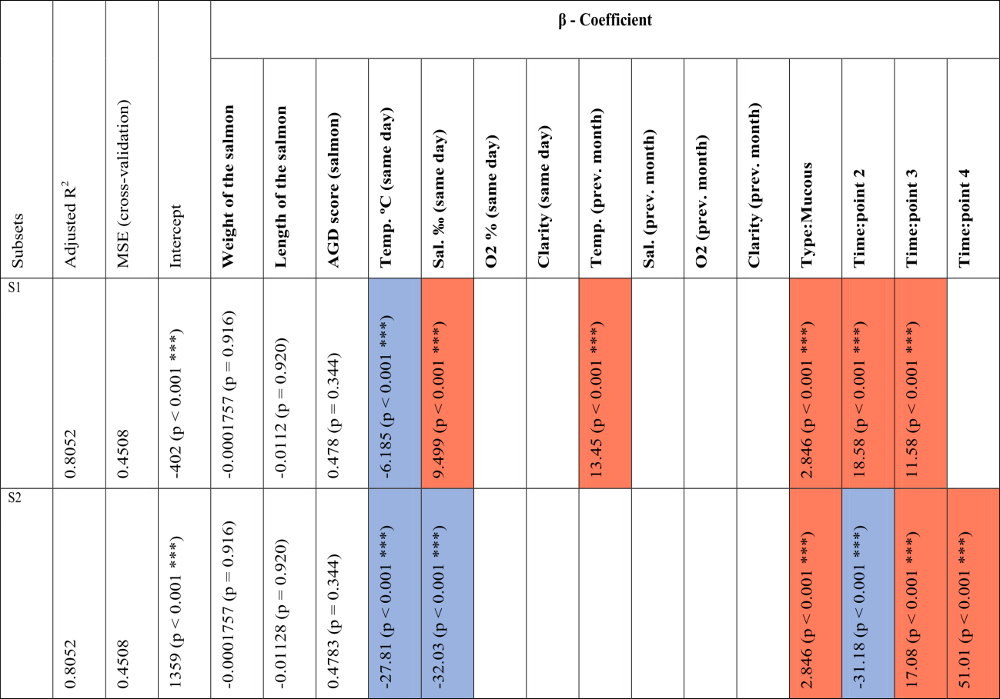 β - Coefficient
Subsets
Adjusted R²
MSE (cross-validation)
Intercept
Weight of the salmon
Length of the salmon
AGD score (salmon)
Temp. ºC (same day)
Sal. ‰ (same day)
O2 % (same day)
Clarity (same day)
Temp. (prev. month)
Sal. (prev. month)
O2 (prev. month)
Clarity (prev. month)
Type:Mucous
Time:point 2
Time:point 3
Time:point 4
S1
0.8052
0.4508
-402 (p < 0.001 ***)
-0.0001757 (p = 0.916)
-0.0112 (p = 0.920)
0.478 (p = 0.344)
-6.185 (p < 0.001 ***)
9.499 (p < 0.001 ***)
13.45 (p < 0.001 ***)
2.846 (p < 0.001 ***)
18.58 (p < 0.001 ***)
11.58 (p < 0.001 ***)
S2
0.8052
0.4508
1359 (p < 0.001 ***)
-0.0001757 (p = 0.916)
-0.01128 (p = 0.920)
0.4783 (p = 0.344)
-27.81 (p < 0.001 ***)
-32.03 (p < 0.001 ***)
2.846 (p < 0.001 ***)
-31.18 (p < 0.001 ***)
17.08 (p < 0.001 ***)
51.01 (p < 0.001 ***)